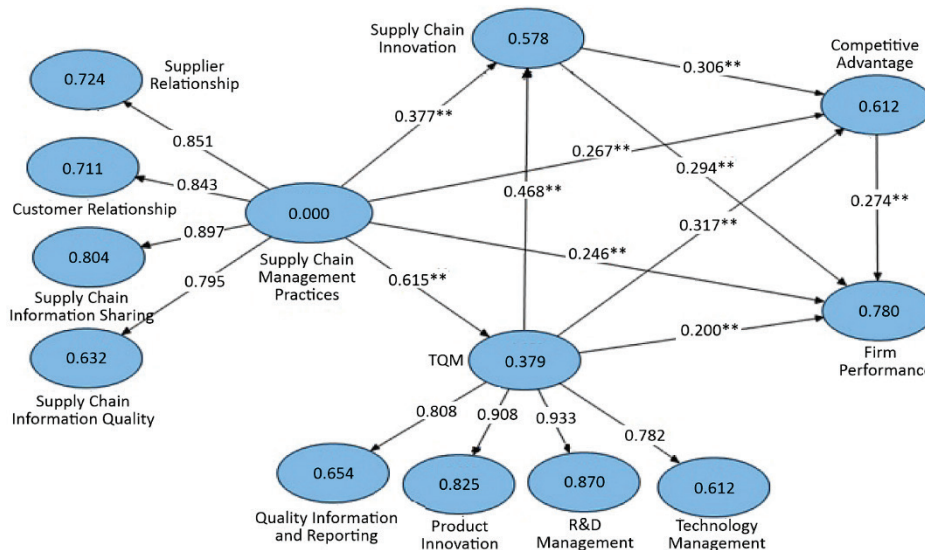 Supply Chain
Innovation
0.578
Competitive
Advantage
0.612
0.306**
0.724
Supplier
Relationship
0.377**
0.851
0.267**
0.294**
0.711
Customer Relationship
0.843
0.468**
0.274**
0.000
Supply Chain
Management
Practices
0.317**
0.897
0.804
Supply Chain
Information Sharing
0.246**
0.795
0.615**
0.780
Firm
Performance
0.200**
0.632
Supply Chain
Information Quality
TQM
0.379
0.808
0.908
0.933
0.782
0.654
Quality Information
and Reporting
0.825
Product
Innovation
0.870
R&D
Management
0.612
Technology
Management